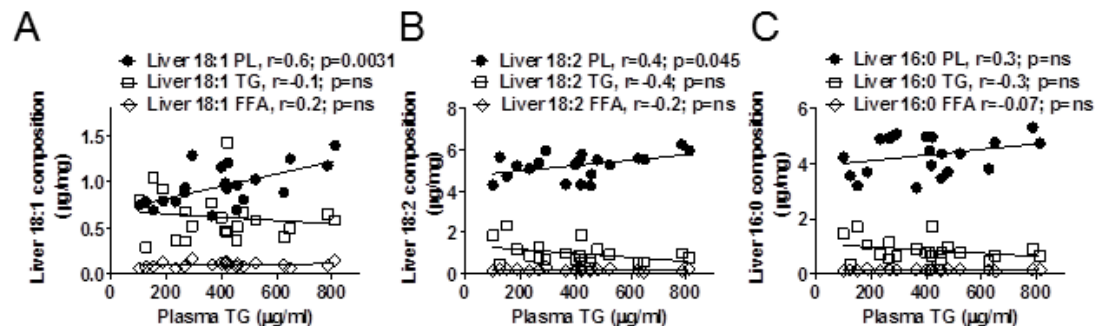 A
Liver 18:1 PL, r=0.6; p=0.0031
Liver 18:1 TG, r=-0.1; p=ns
Liver 18:1 FFA, r=0.2; p=ns
Liver 18:1 composition
(µg/mg)
1.5
1.0
0.5
0.0
0 200 400 600 800
Plasma TG (µg/ml)
B
Liver 18:2 PL, r=0.4; p=0.045
Liver 18:2 TG, r=-0.4; p=ns
Liver 18:2 FFA, r=-0.2; p=ns
Liver 18:2 composition
(µg/mg)
6
4
2
0
0 200 400 600 800
Plasma TG (µg/ml)
C
Liver 16:0 PL, r=0.3; p=ns
Liver 16:0 TG, r=-0.3; p=ns
Liver 16:0 FFA r=-0.07; p=ns
Liver 16:0 composition
(µg/mg)
8
6
4
2
0
0 200 400 600 800
Plasma TG (µg/ml)